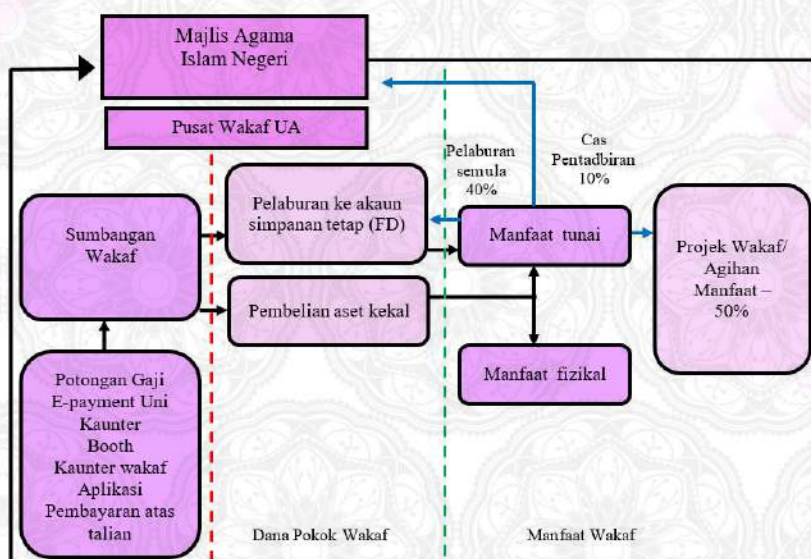 Majlis Agama
Islam Negeri
Pusat Wakaf UA
Sumbangan
Wakaf
Potongan Gaji
E-payment Uni
Kaunter
Booth
Kaunter wakaf
Aplikasi
Pembayaran atas
talian
Pelaburan ke akaun
simpanan tetap (FD)
Pembelian aset kekal
Dana Pokok Wakaf
Pelaburan
semula
40%
Cas
Pentadbiran
10%
Manfaat tunai
Manfaat fizikal
Manfaat Wakaf
Projek Wakaf/
Agihan
Manfaat –
50%